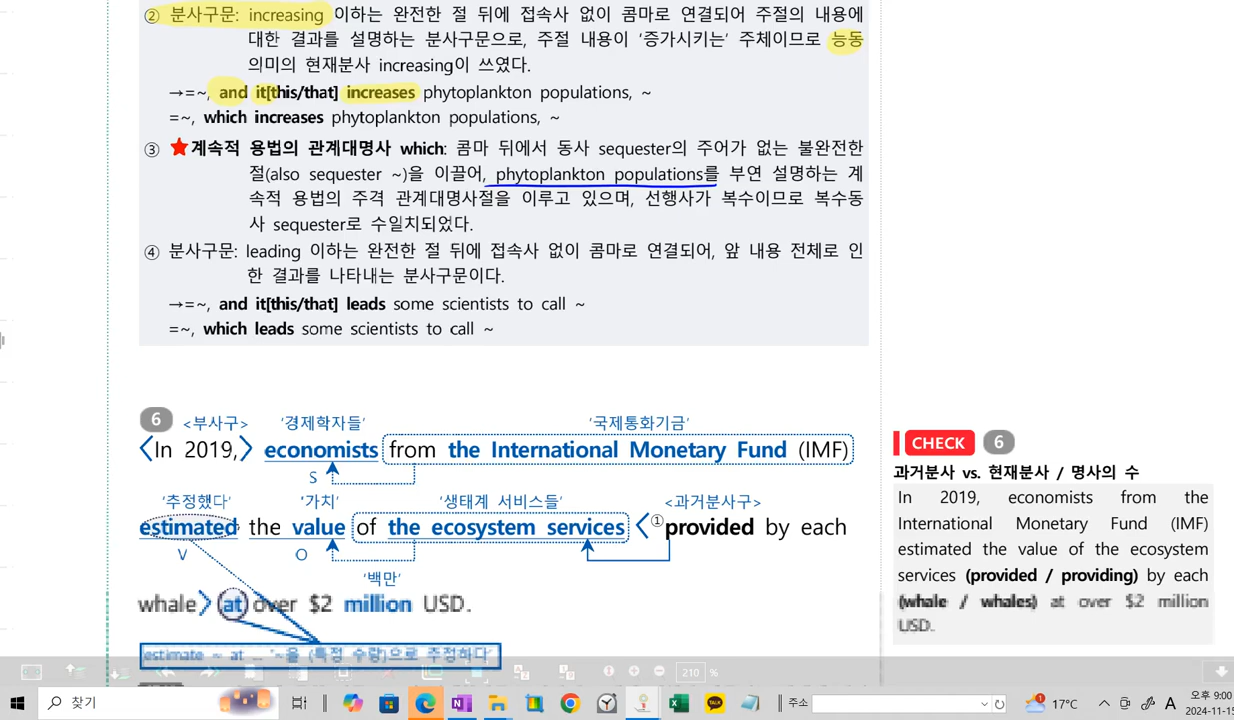 ② 분사구문: increasing 이하는 완전한 절 뒤에 접속사 없이 콤마로 연결되어 주절의 내용에
대한 결과를 설명하는 분사구문으로, 주절 내용이 '증가시키는' 주체이므로 능동
의미의 현재분사 increasing이 쓰였다.
→=~, and it[this/that] increases phytoplankton populations, ~
=~, which increases phytoplankton populations, ~
③ ★계속적 용법의 관계대명사 which: 콤마 뒤에서 동사 sequester의 주어가 없는 불완전한
절(also sequester ~)을 이끌어, phytoplankton populations를 부연 설명하는 계
속적 용법의 주격 관계대명사절을 이루고 있으며, 선행사가 복수이므로 복수동
사 sequester로 수일치되었다.
④ 분사구문: leading 이하는 완전한 절 뒤에 접속사 없이 콤마로 연결되어, 앞 내용 전체로 인
한 결과를 나타내는 분사구문이다.
→=~, and it[this/that] leads some scientists to call ~
=~, which leads some scientists to call ~
6 <부사구> '경제학자들' '국제통화기금'
<In 2019,> economists from the International Monetary Fund (IMF)
S
'추정했다' '가치' '생태계 서비스들' <과거분사구>
estimated the value of the ecosystem services <①provided by each
V O
'백만'
whale> (at) over $2 million USD.
estimate ~ at ... '~을 (특정 수량)으로 추정하다'
CHECK 6
과거분사 vs. 현재분사 / 명사의 수
In 2019, economists from the
International Monetary Fund (IMF)
estimated the value of the ecosystem
services (provided / providing) by each
(whale / whales) at over $2 million
USD.
210 %
찾기
주소
17°C
A
오후 9:00
2024-11-15